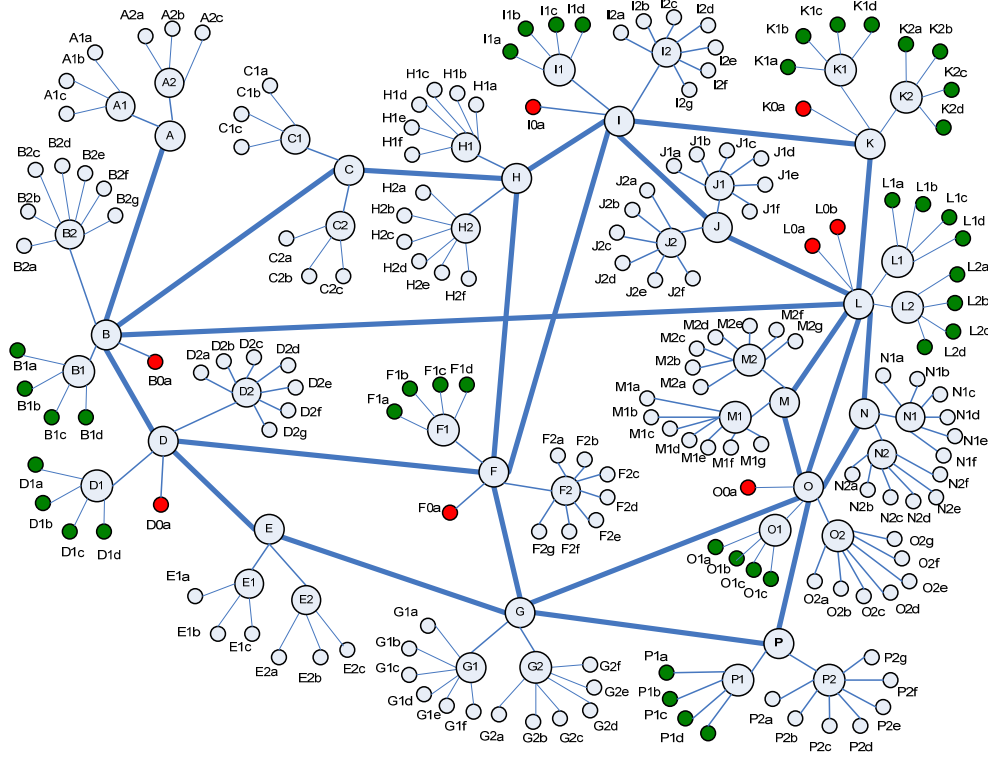 A2a
A2b
A2c
A1a
A1b
A1c
A1
A2
A
B2d
B2c
B2e
B2f
B2b
B2g
B2
B2a
C1a
C1b
C1c
C1
C
C2
C2a
C2b
C2c
H1c
H1b
H1a
H1d
H1e
H1f
H1
H
H2a
H2b
H2c
H2
H2d
H2e
H2f
I1b
I1c
I1d
I1a
I1
I0a
I
I2b
I2c
I2a
I2d
I2
I2e
I2f
I2g
K1c
K1d
K1b
K1a
K1
K2a
K2b
K2c
K2d
K2
K0a
K
J1b
J1c
J1a
J1d
J1
J1e
J1f
J2a
J2b
J
J2c
J2
J2d
J2e
J2f
L0b
L0a
L1a
L1b
L1c
L1d
L1
L2a
L2b
L2c
L2d
L2
L
B
B1a
B1
B1b
B1c
B1d
B0a
D2b
D2c
D2a
D2d
D2
D2e
D2f
D2g
D
D1a
D1
D1b
D1c
D1d
D0a
F1b
F1c
F1d
F1a
F1
F
F0a
F2a
F2b
F2c
F2
F2d
F2e
F2f
F2g
M2f
M2e
M2d
M2g
M2c
M2
M2b
M2a
M
M1a
M1b
M1
M1c
M1d
M1e
M1f
M1g
N1a
N1b
N
N1
N1d
N1e
N1f
N2
N2a
N2b
N2c
N2d
N2e
N2f
O0a
O
O1
O1a
O1b
O1c
O1c
O2
O2g
O2f
O2e
O2a
O2b
O2c
O2d
E
E1a
E1
E2
E1b
E1c
E2a
E2b
E2c
G
G1a
G1b
G1c
G1
G1d
G1e
G1f
G2
G2f
G2e
G2a
G2b
G2c
G2d
P
P1a
P1
P1b
P1c
P1d
P2
P2g
P2f
P2e
P2a
P2b
P2c
P2d